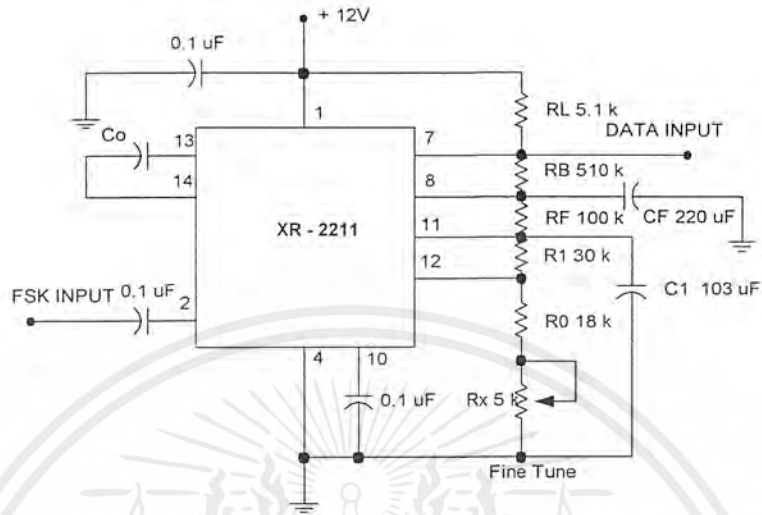 + 12V
0.1 uF
1
RL 5.1 k
Co
13
7
DATA INPUT
14
RB 510 k
8
RF 100 k
CF 220 uF
XR - 2211
11
R1 30 k
12
C1 103 uF
FSK INPUT
0.1 uF
2
R0 18 k
4
10
0.1 uF
Rx 5 k
Fine Tune